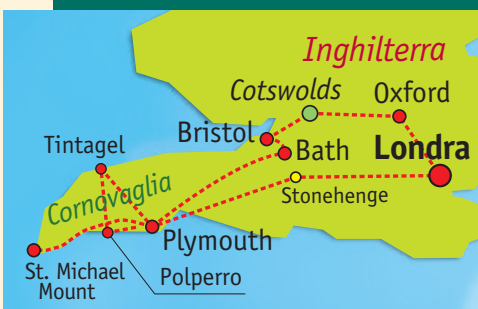 Inghilterra
Cotswolds
Oxford
Bristol
Bath
Londra
Tintagel
Stonehenge
Cornovaglia
Plymouth
St. Michael
Mount
Polperro